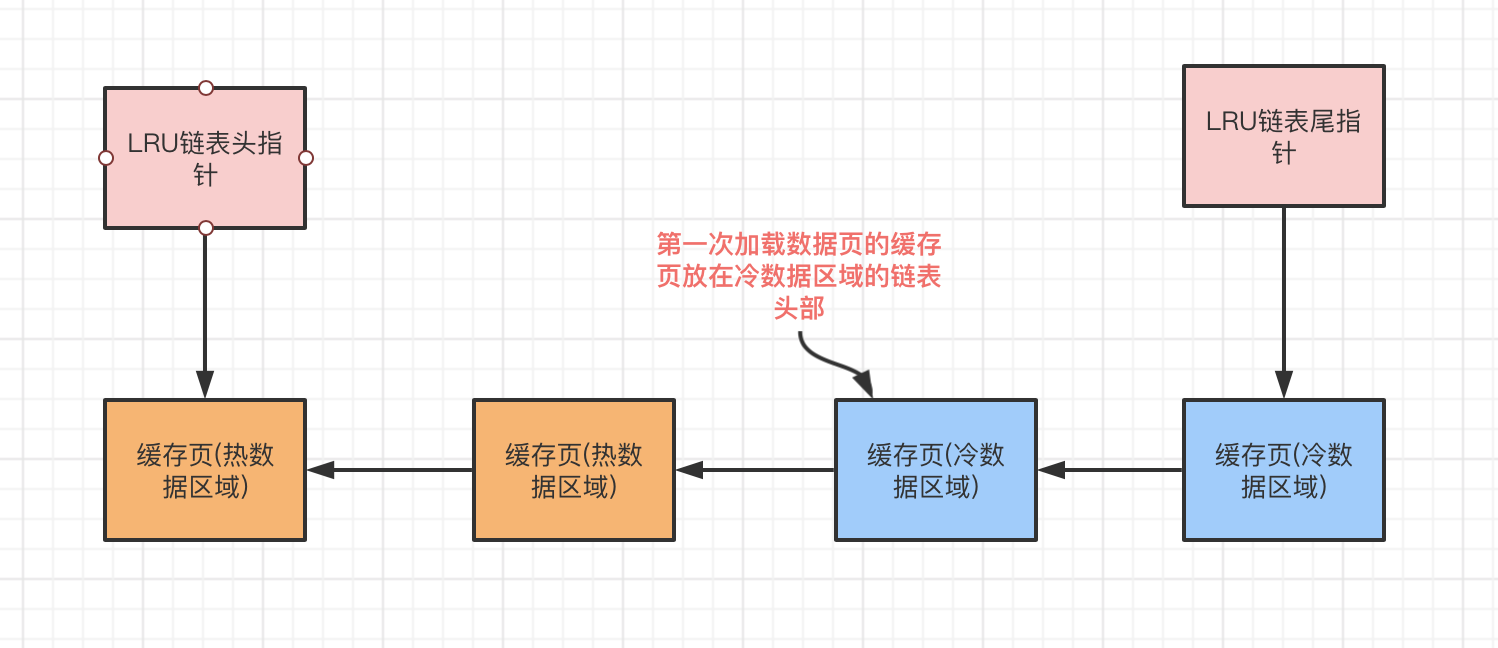 LRU链表头指
针
LRU链表尾指
针
第一次加载数据页的缓存
页放在冷数据区域的链表
头部
缓存页(热数
据区域)
缓存页(热数
据区域)
缓存页(冷数
据区域)
缓存页(冷数
据区域)